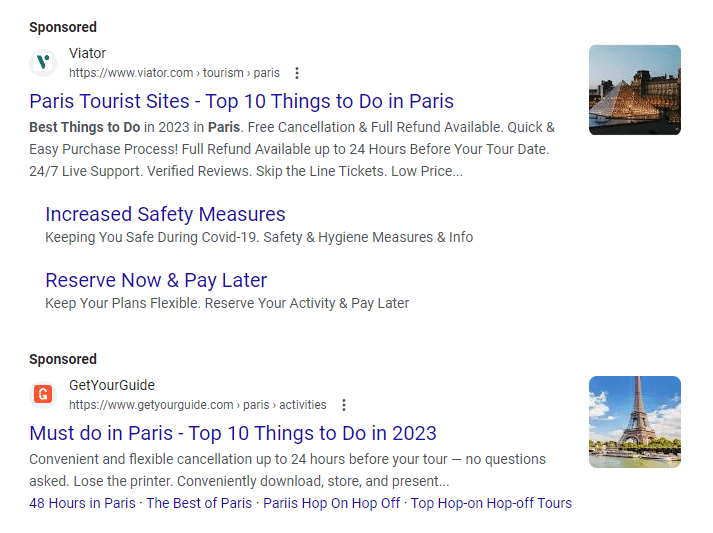 Sponsored
Viator
https://www.viator.com › tourism › paris
Paris Tourist Sites - Top 10 Things to Do in Paris
Best Things to Do in 2023 in Paris. Free Cancellation & Full Refund Available. Quick &
Easy Purchase Process! Full Refund Available up to 24 Hours Before Your Tour Date.
24/7 Live Support. Verified Reviews. Skip the Line Tickets. Low Price...
Increased Safety Measures
Keeping You Safe During Covid-19. Safety & Hygiene Measures & Info
Reserve Now & Pay Later
Keep Your Plans Flexible. Reserve Your Activity & Pay Later
Sponsored
GetYourGuide
https://www.getyourguide.com › paris › activities
Must do in Paris - Top 10 Things to Do in 2023
Convenient and flexible cancellation up to 24 hours before your tour — no questions
asked. Lose the printer. Conveniently download, store, and present...
48 Hours in Paris · The Best of Paris · Pariis Hop On Hop Off · Top Hop-on Hop-off Tours